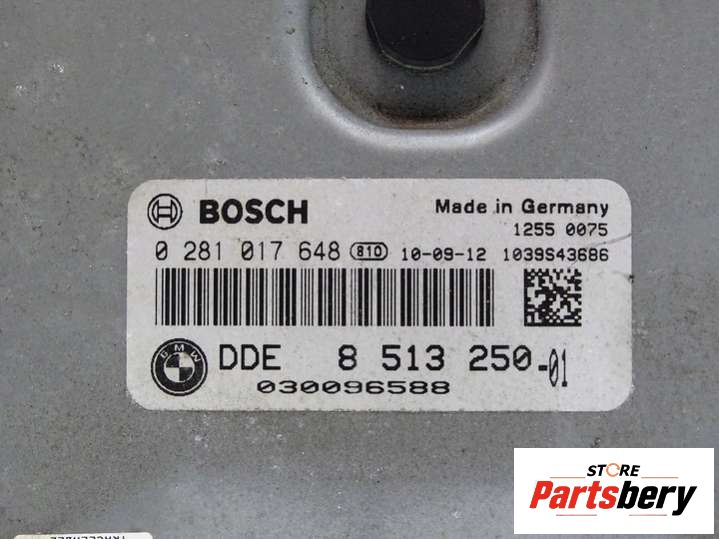 BOSCH
Made in Germany
1255 0075
0 281 017 648 810 10-09-12 1039S43686
BMW
DDE 8 513 250-01
030096588
STORE
Partsbery